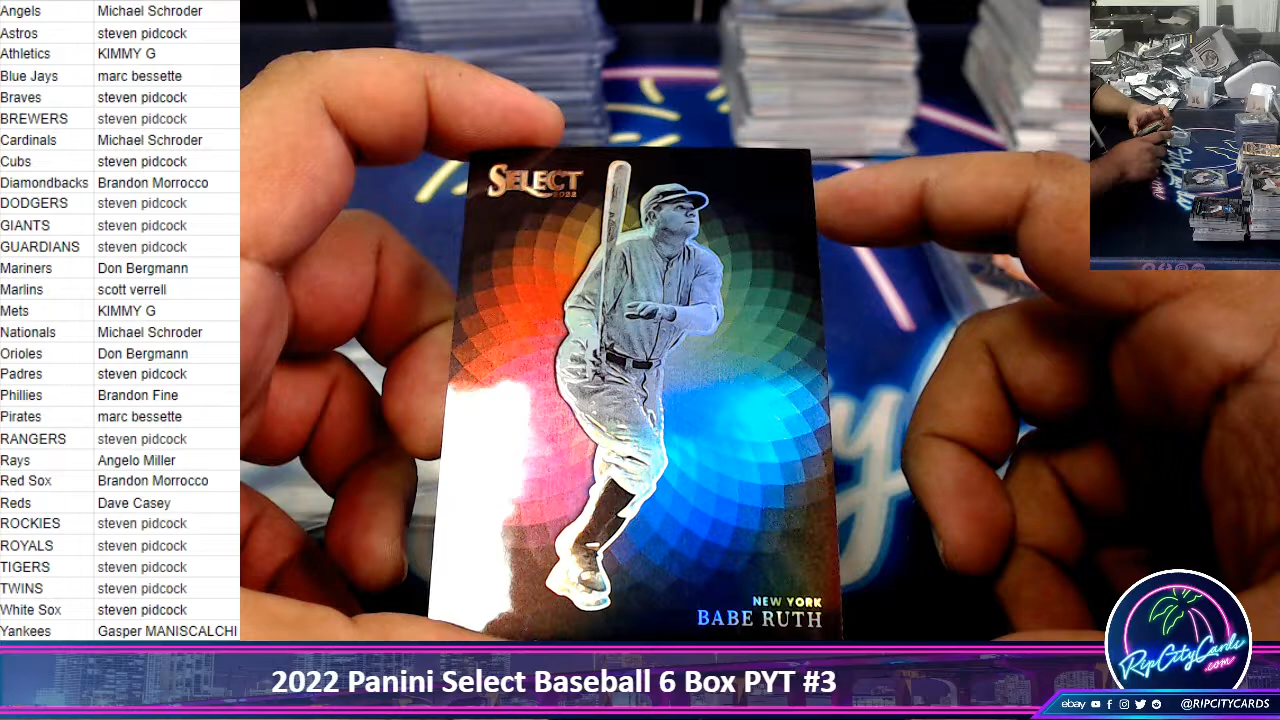 Angels Michael Schroder
Astros steven pidcock
Athletics KIMMY G
Blue Jays marc bessette
Braves steven pidcock
BREWERS steven pidcock
Cardinals Michael Schroder
Cubs steven pidcock
Diamondbacks Brandon Morrocco
DODGERS steven pidcock
GIANTS steven pidcock
GUARDIANS steven pidcock
Mariners Don Bergmann
Marlins scott verrell
Mets KIMMY G
Nationals Michael Schroder
Orioles Don Bergmann
Padres steven pidcock
Phillies Brandon Fine
Pirates marc bessette
RANGERS steven pidcock
Rays Angelo Miller
Red Sox Brandon Morrocco
Reds Dave Casey
ROCKIES steven pidcock
ROYALS steven pidcock
TIGERS steven pidcock
TWINS steven pidcock
White Sox steven pidcock
Yankees Gasper MANISCALCHI
SELECT
2022
NEW YORK
BABE RUTH
RipCityCards
.com
2022 Panini Select Baseball 6 Box PYT #3
ebay @RIPCITYCARDS